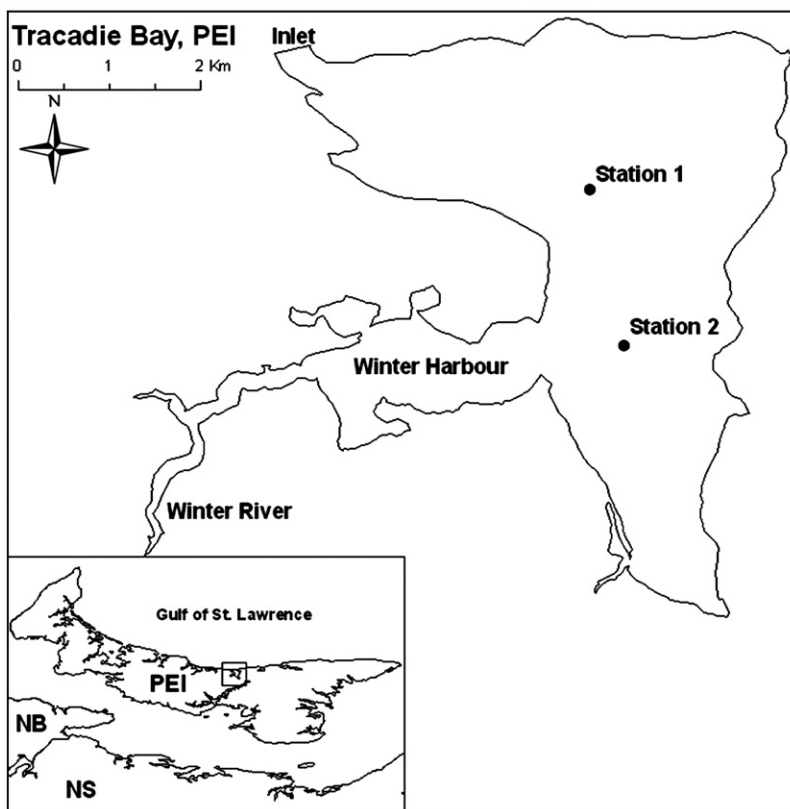 Tracadie Bay, PEI
Inlet
0 1 2 Km
N
Station 1
Station 2
Winter Harbour
Winter River
Gulf of St. Lawrence
PEI
NB
NS